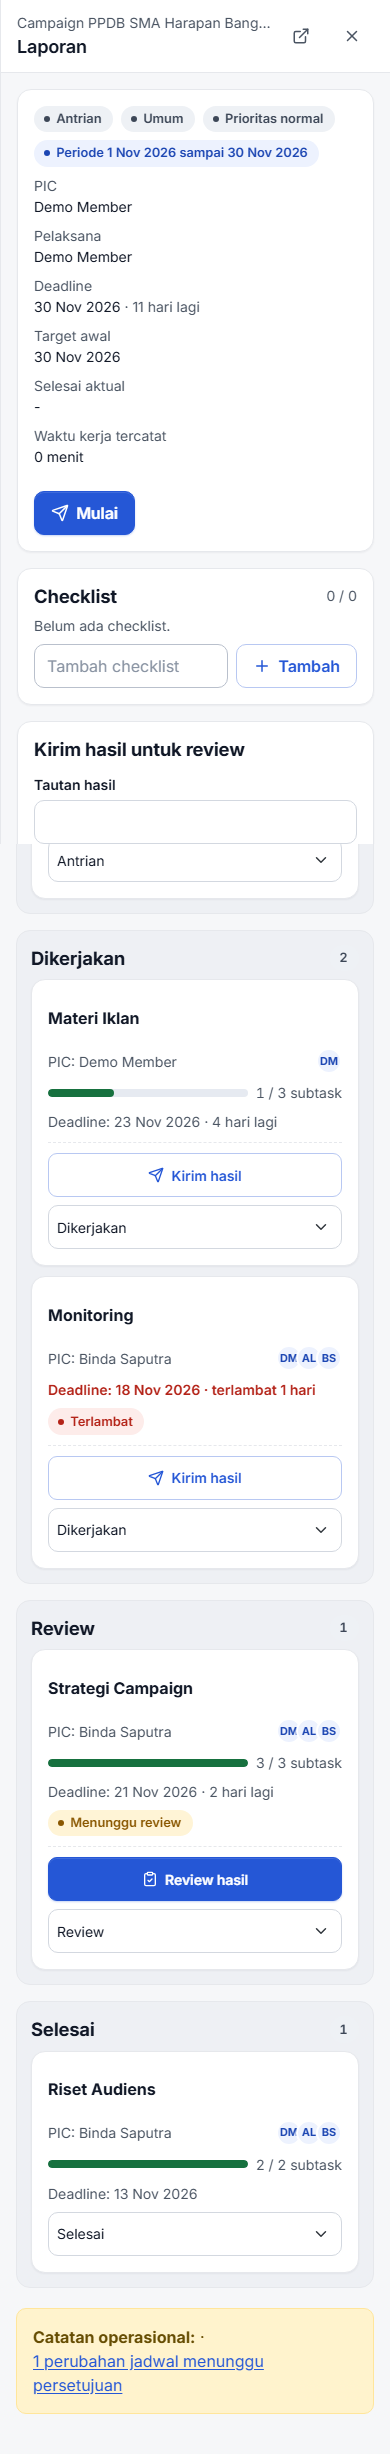 Campaign PPDB SMA Harapan Bang...
Laporan
Antrian
Umum
Prioritas normal
Periode 1 Nov 2026 sampai 30 Nov 2026
PIC
Demo Member
Pelaksana
Demo Member
Deadline
30 Nov 2026 · 11 hari lagi
Target awal
30 Nov 2026
Selesai aktual
-
Waktu kerja tercatat
0 menit
Mulai
Checklist
0 / 0
Belum ada checklist.
Tambah checklist
Tambah
Kirim hasil untuk review
Tautan hasil
Antrian
Dikerjakan
2
Materi Iklan
PIC: Demo Member
DM
1 / 3 subtask
Deadline: 23 Nov 2026 · 4 hari lagi
Kirim hasil
Dikerjakan
Monitoring
PIC: Binda Saputra
DM AL BS
Deadline: 18 Nov 2026 · terlambat 1 hari
Terlambat
Kirim hasil
Dikerjakan
Review
1
Strategi Campaign
PIC: Binda Saputra
DM AL BS
3 / 3 subtask
Deadline: 21 Nov 2026 · 2 hari lagi
Menunggu review
Review hasil
Review
Selesai
1
Riset Audiens
PIC: Binda Saputra
DM AL BS
2 / 2 subtask
Deadline: 13 Nov 2026
Selesai
Catatan operasional: ·
1 perubahan jadwal menunggu
persetujuan